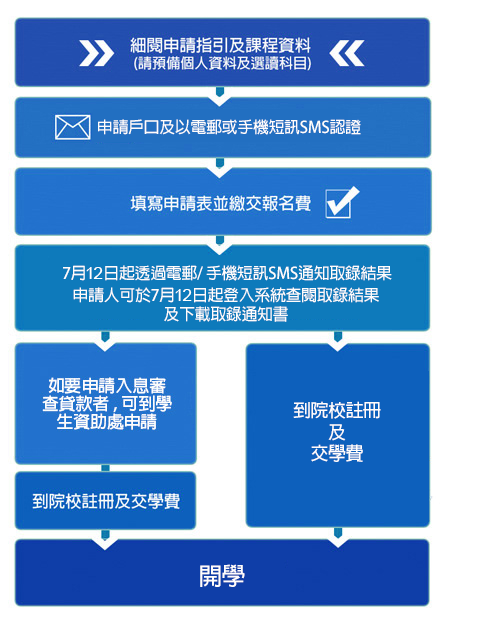 細閱申請指引及課程資料
(請預備個人資料及選讀科目)
申請戶口及以電郵或手機短訊SMS認證
填寫申請表並繳交報名費
7月12日起透過電郵/手機短訊SMS通知取錄結果
申請人可於7月12日起登入系統查閱取錄結果
及下載取錄通知書
如要申請入息審
查貸款者,可到學
生資助處申請
到院校註冊及交學費
到院校註冊
及
交學費
開學